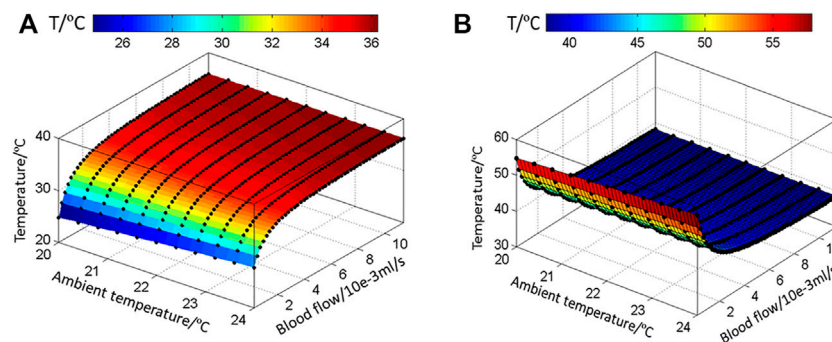 A T/°C 26 28 30 32 34 36
40
30
20
Temperature/°C
20 21 22 23 24
Ambient temperature/°C
2 4 6 8 10
Blood flow/10e-3ml/s
B 40 45 50 55
60
50
40
30
Temperature/°C
20 21 22 23 24
Ambient temperature/°C
2 4 6 8
Blood flow/10e-3ml/s